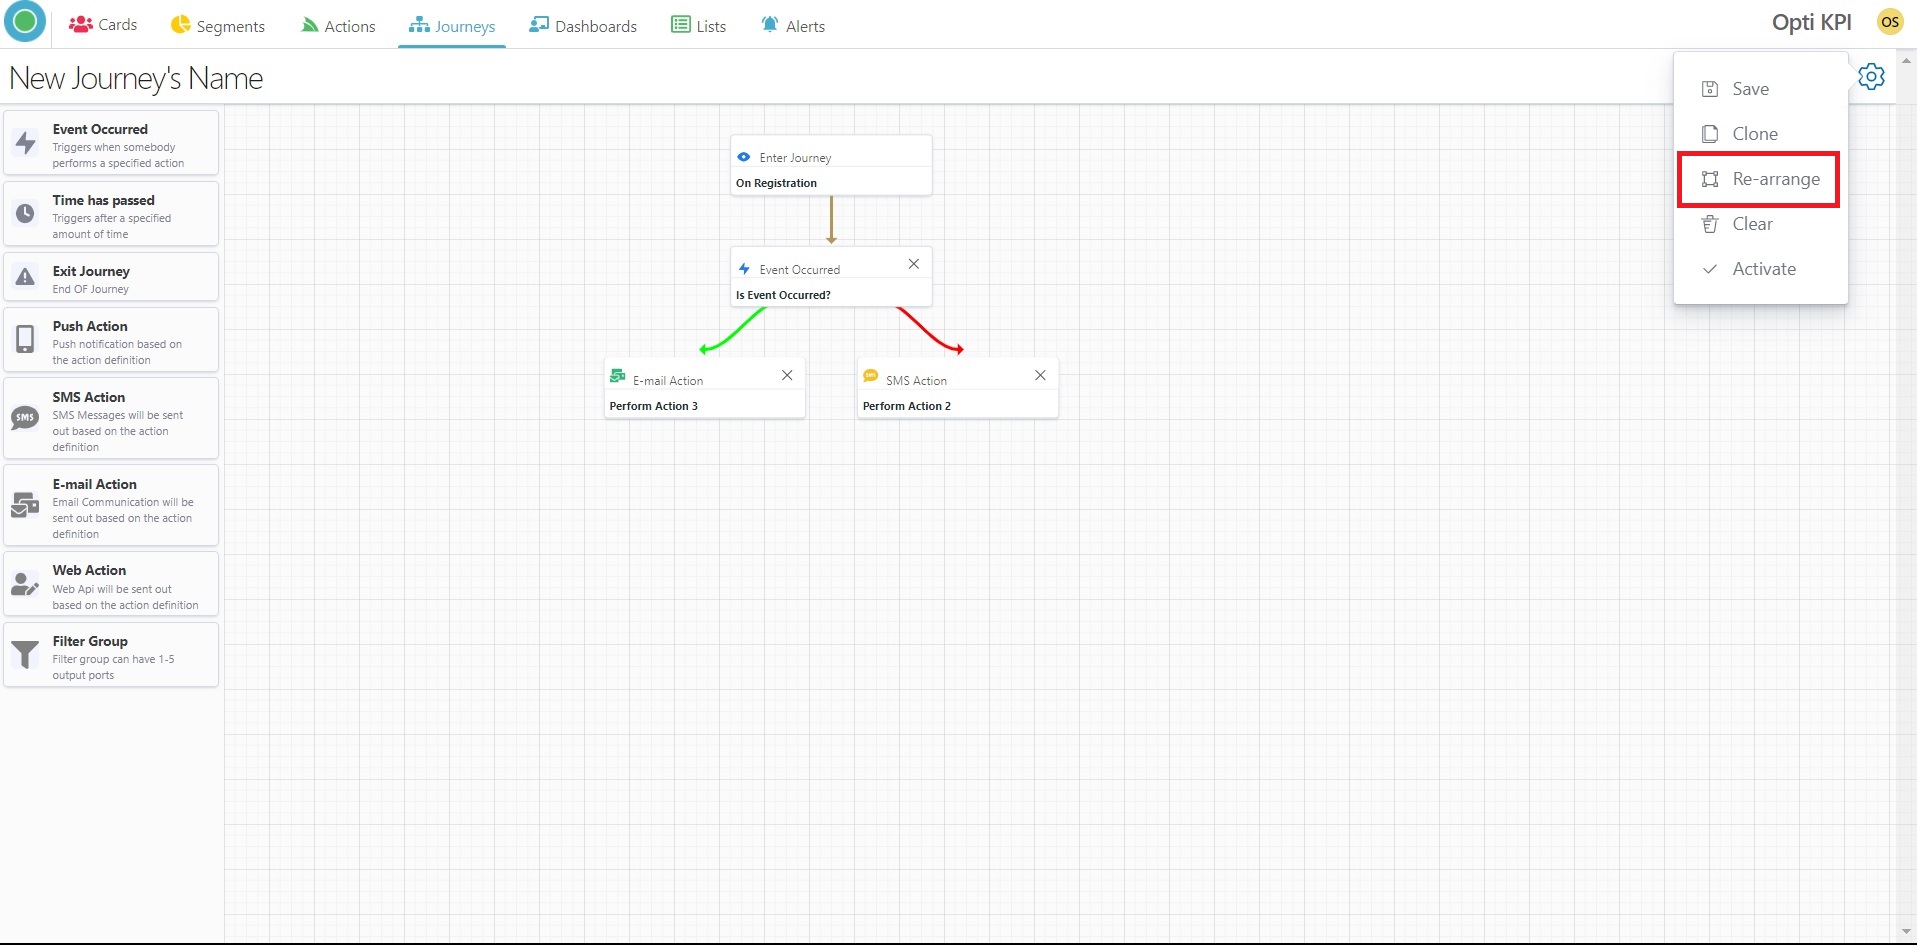 Cards
Segments
Actions
Journeys
Dashboards
Lists
Alerts
Opti KPI
OS
New Journey's Name
Save
Clone
Re-arrange
Clear
Activate
Event Occurred
Triggers when somebody
performs a specified action
Time has passed
Triggers after a specified
amount of time
Exit Journey
End OF Journey
Push Action
Push notification based on
the action definition
SMS
SMS Action
SMS Messages will be sent
out based on the action
definition
E-mail Action
Email Communication will be
sent out based on the action
definition
Web Action
Web Api will be sent out
based on the action definition
Filter Group
Filter group can have 1-5
output ports
Enter Journey
On Registration
Event Occurred
Is Event Occurred?
E-mail Action
Perform Action 3
SMS
SMS Action
Perform Action 2